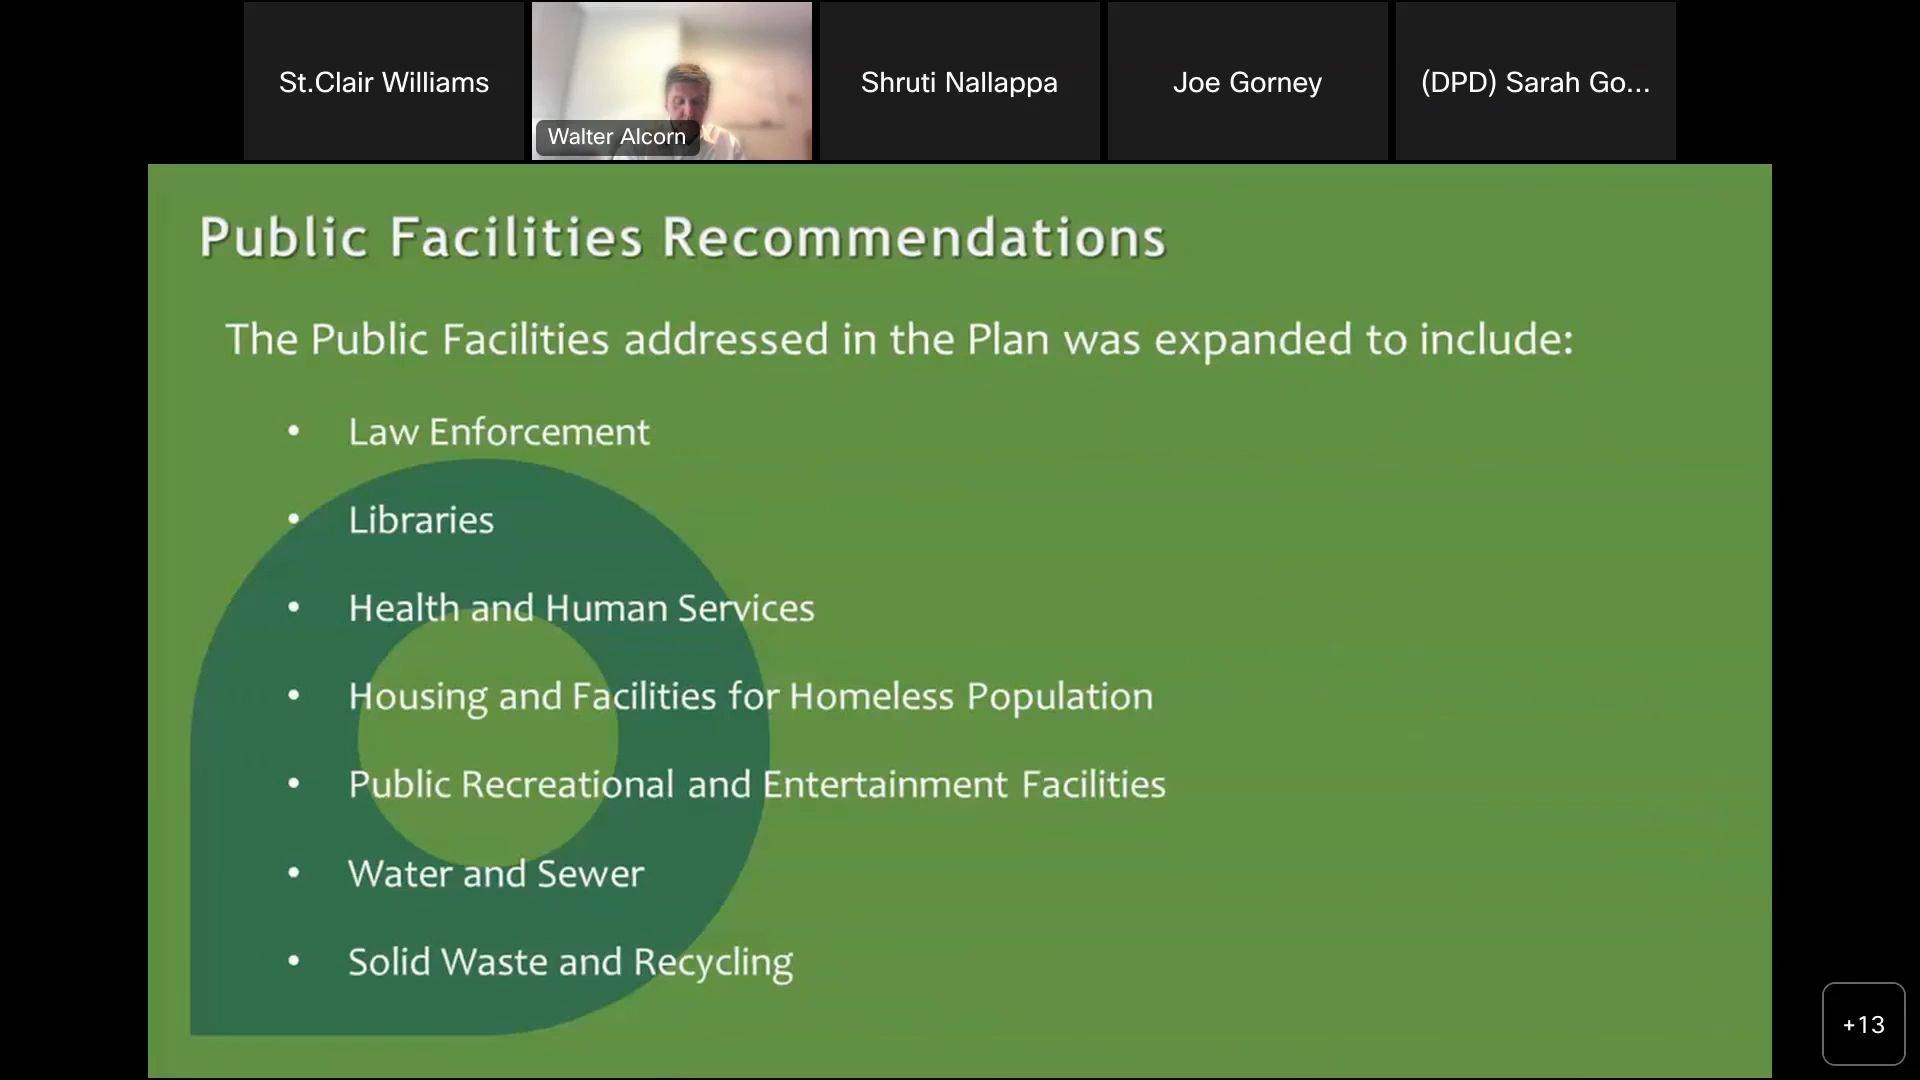 St.Clair Williams
Walter Alcorn
Shruti Nallappa
Joe Gorney
(DPD) Sarah Go...
Public Facilities Recommendations
The Public Facilities addressed in the Plan was expanded to include:
• Law Enforcement
• Libraries
• Health and Human Services
• Housing and Facilities for Homeless Population
• Public Recreational and Entertainment Facilities
• Water and Sewer
• Solid Waste and Recycling
+13